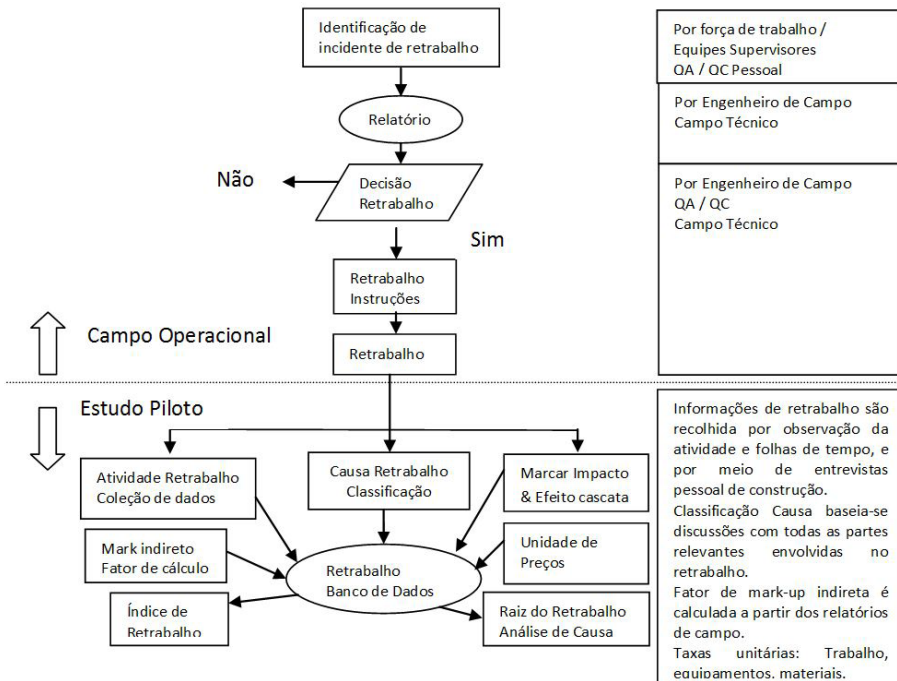 Identificação de
incidente de retrabalho
Por força de trabalho /
Equipes Supervisores
QA / QC Pessoal
Relatório
Por Engenheiro de Campo
Campo Técnico
Não
Decisão
Retrabalho
Por Engenheiro de Campo
QA / QC
Campo Técnico
Sim
Retrabalho
Instruções
Campo Operacional
Retrabalho
Estudo Piloto
Atividade Retrabalho
Coleção de dados
Causa Retrabalho
Classificação
Marcar Impacto
& Efeito cascata
Mark indireto
Fator de cálculo
Retrabalho
Banco de Dados
Unidade de
Preços
Índice de
Retrabalho
Raiz do Retrabalho
Análise de Causa
Informações de retrabalho são
recolhida por observação da
atividade e folhas de tempo, e
por meio de entrevistas
pessoal de construção.
Classificação Causa baseia-se
discussões com todas as partes
relevantes envolvidas no
retrabalho.
Fator de mark-up indireta é
calculada a partir dos relatórios
de campo.
Taxas unitárias: Trabalho,
equipamentos, materiais.